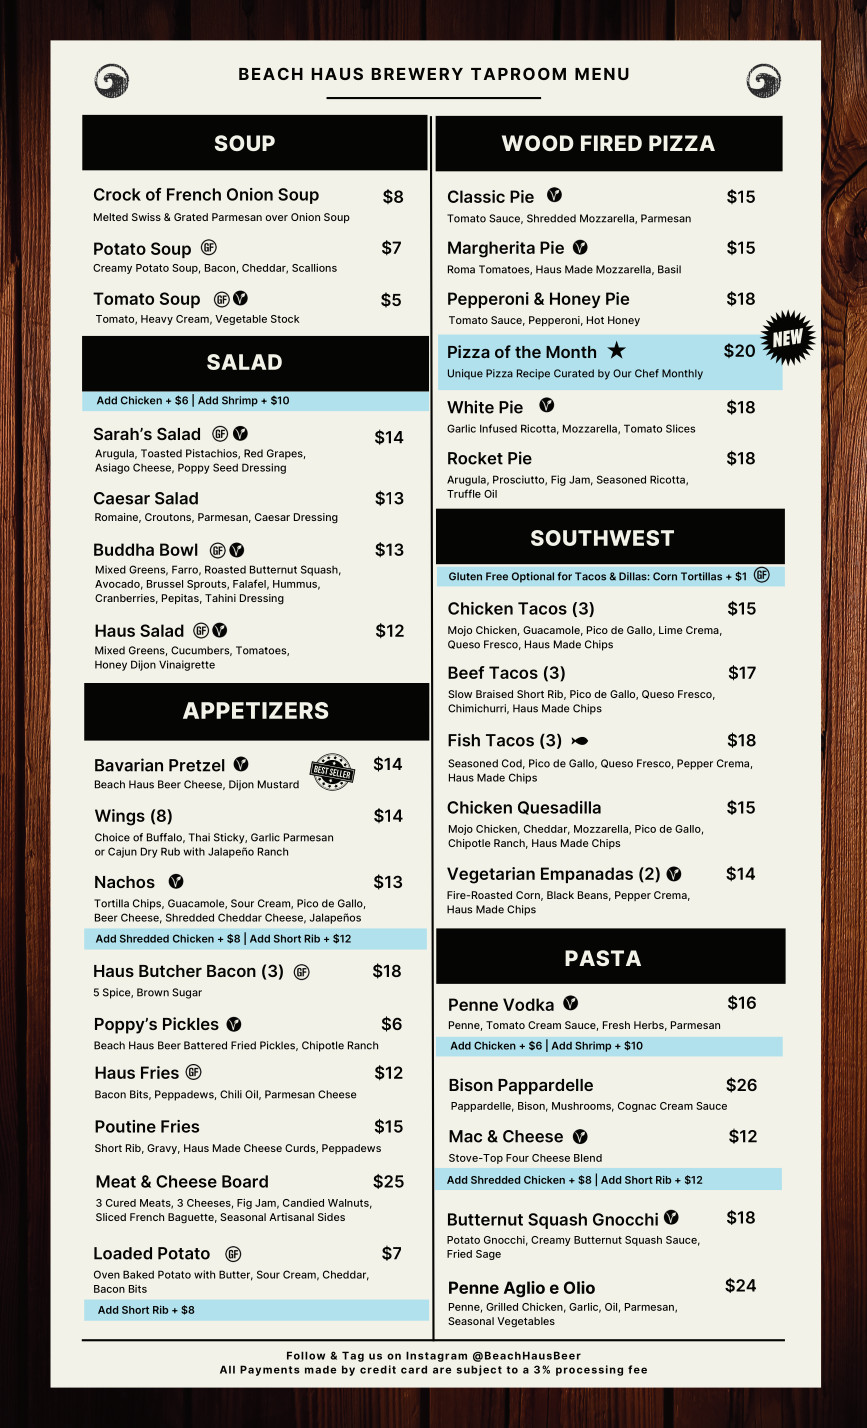 BEACH HAUS BREWERY TAPROOM MENU
SOUP
Crock of French Onion Soup $8
Melted Swiss & Grated Parmesan over Onion Soup
Potato Soup GF $7
Creamy Potato Soup, Bacon, Cheddar, Scallions
Tomato Soup GF V $5
Tomato, Heavy Cream, Vegetable Stock
SALAD
Add Chicken + $6 | Add Shrimp + $10
Sarah's Salad GF V $14
Arugula, Toasted Pistachios, Red Grapes,
Asiago Cheese, Poppy Seed Dressing
Caesar Salad $13
Romaine, Croutons, Parmesan, Caesar Dressing
Buddha Bowl GF V $13
Mixed Greens, Farro, Roasted Butternut Squash,
Avocado, Brussel Sprouts, Falafel, Hummus,
Cranberries, Pepitas, Tahini Dressing
Haus Salad GF V $12
Mixed Greens, Cucumbers, Tomatoes,
Honey Dijon Vinaigrette
APPETIZERS
Bavarian Pretzel V BEST SELLER $14
Beach Haus Beer Cheese, Dijon Mustard
Wings (8) $14
Choice of Buffalo, Thai Sticky, Garlic Parmesan
or Cajun Dry Rub with Jalapeño Ranch
Nachos V $13
Tortilla Chips, Guacamole, Sour Cream, Pico de Gallo,
Beer Cheese, Shredded Cheddar Cheese, Jalapeños
Add Shredded Chicken + $8 | Add Short Rib + $12
Haus Butcher Bacon (3) GF $18
5 Spice, Brown Sugar
Poppy's Pickles V $6
Beach Haus Beer Battered Fried Pickles, Chipotle Ranch
Haus Fries GF $12
Bacon Bits, Peppadews, Chili Oil, Parmesan Cheese
Poutine Fries $15
Short Rib, Gravy, Haus Made Cheese Curds, Peppadews
Meat & Cheese Board $25
3 Cured Meats, 3 Cheeses, Fig Jam, Candied Walnuts,
Sliced French Baguette, Seasonal Artisanal Sides
Loaded Potato GF $7
Oven Baked Potato with Butter, Sour Cream, Cheddar,
Bacon Bits
Add Short Rib + $8
WOOD FIRED PIZZA
Classic Pie V $15
Tomato Sauce, Shredded Mozzarella, Parmesan
Margherita Pie V $15
Roma Tomatoes, Haus Made Mozzarella, Basil
Pepperoni & Honey Pie $18
Tomato Sauce, Pepperoni, Hot Honey
Pizza of the Month $20 NEW
Unique Pizza Recipe Curated by Our Chef Monthly
White Pie V $18
Garlic Infused Ricotta, Mozzarella, Tomato Slices
Rocket Pie $18
Arugula, Prosciutto, Fig Jam, Seasoned Ricotta,
Truffle Oil
SOUTHWEST
Gluten Free Optional for Tacos & Dillas: Corn Tortillas + $1 GF
Chicken Tacos (3) $15
Mojo Chicken, Guacamole, Pico de Gallo, Lime Crema,
Queso Fresco, Haus Made Chips
Beef Tacos (3) $17
Slow Braised Short Rib, Pico de Gallo, Queso Fresco,
Chimichurri, Haus Made Chips
Fish Tacos (3) $18
Seasoned Cod, Pico de Gallo, Queso Fresco, Pepper Crema,
Haus Made Chips
Chicken Quesadilla $15
Mojo Chicken, Cheddar, Mozzarella, Pico de Gallo,
Chipotle Ranch, Haus Made Chips
Vegetarian Empanadas (2) V $14
Fire-Roasted Corn, Black Beans, Pepper Crema,
Haus Made Chips
PASTA
Penne Vodka V $16
Penne, Tomato Cream Sauce, Fresh Herbs, Parmesan
Add Chicken + $6 | Add Shrimp + $10
Bison Pappardelle $26
Pappardelle, Bison, Mushrooms, Cognac Cream Sauce
Mac & Cheese V $12
Stove-Top Four Cheese Blend
Add Shredded Chicken + $8 | Add Short Rib + $12
Butternut Squash Gnocchi V $18
Potato Gnocchi, Creamy Butternut Squash Sauce,
Fried Sage
Penne Aglio e Olio $24
Penne, Grilled Chicken, Garlic, Oil, Parmesan,
Seasonal Vegetables
Follow & Tag us on Instagram @BeachHausBeer
All Payments made by credit card are subject to a 3% processing fee